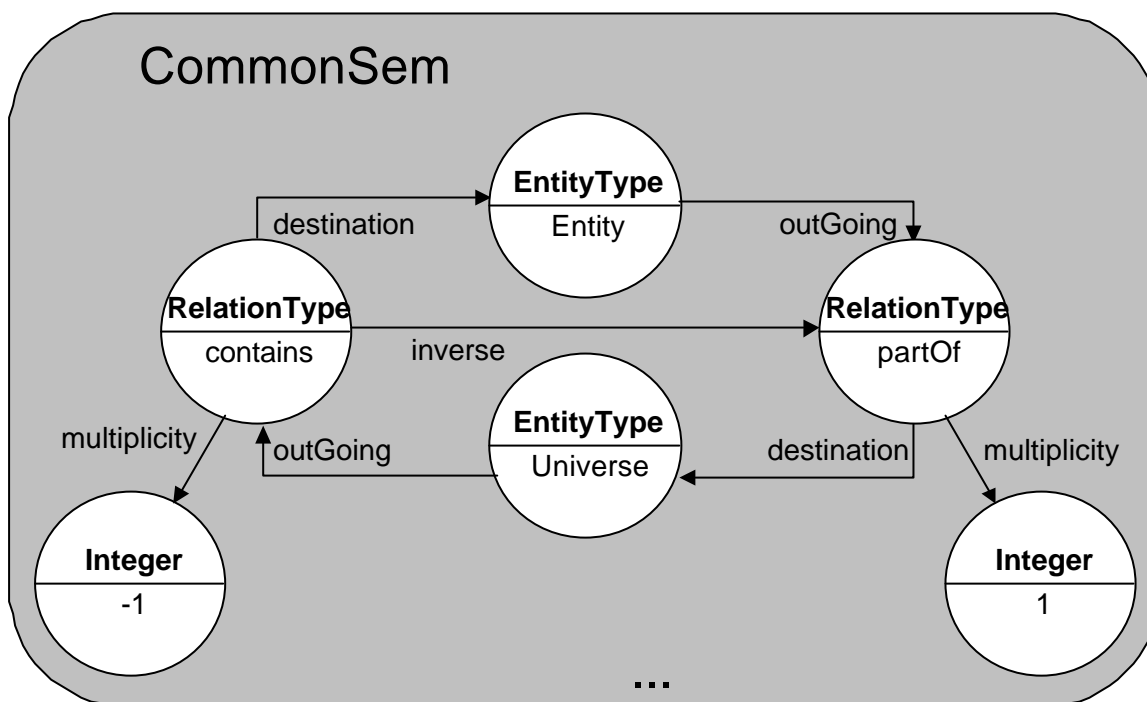 CommonSem
EntityType
Entity
destination
outGoing
RelationType
contains
inverse
RelationType
partOf
EntityType
Universe
multiplicity
outGoing
destination
multiplicity
Integer
-1
Integer
1
...